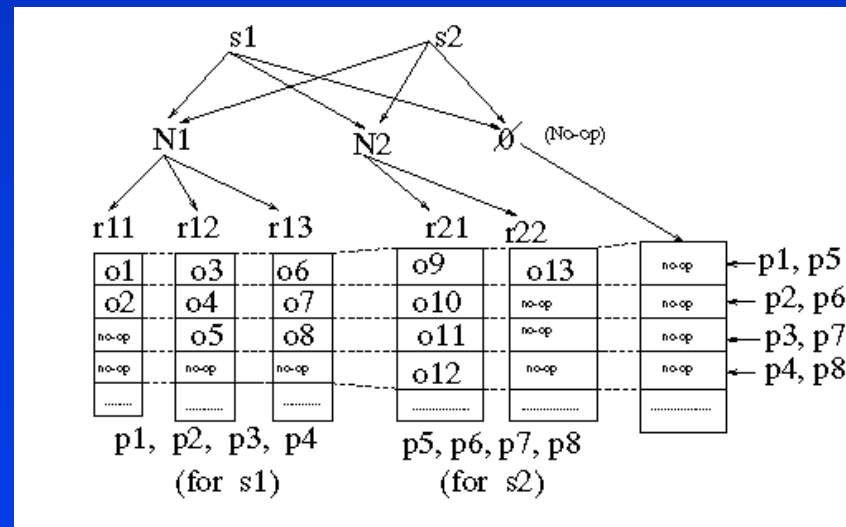 s1 s2
N1 N2 0 (No-op)
r11 r12 r13 r21 r22
o1 o3 o6 o9 o13 no-op p1, p5
o2 o4 o7 o10 no-op no-op p2, p6
no-op o5 o8 o11 no-op no-op p3, p7
no-op no-op no-op o12 no-op no-op p4, p8
........ ........... ........... ............... ............... ...............
p1, p2, p3, p4 p5, p6, p7, p8
(for s1) (for s2)